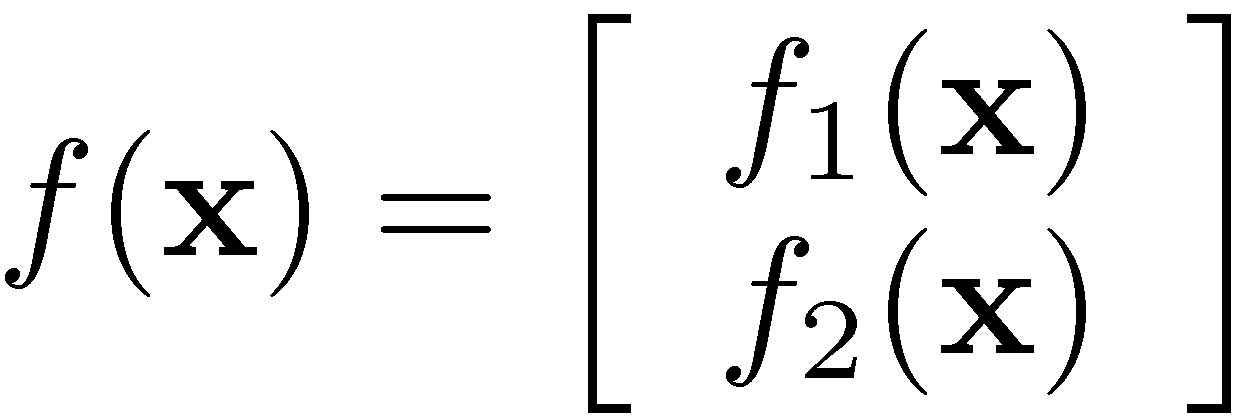 f(𝐱) = [ f₁(𝐱)
f₂(𝐱) ]